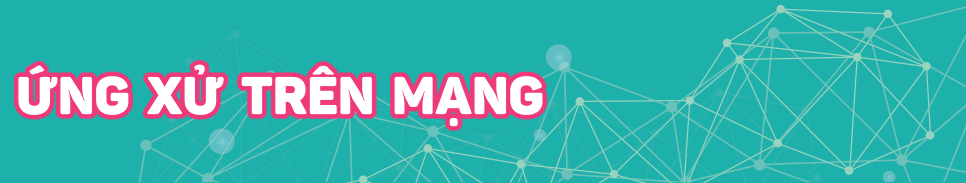 ỨNG XỬ TRÊN MẠNG